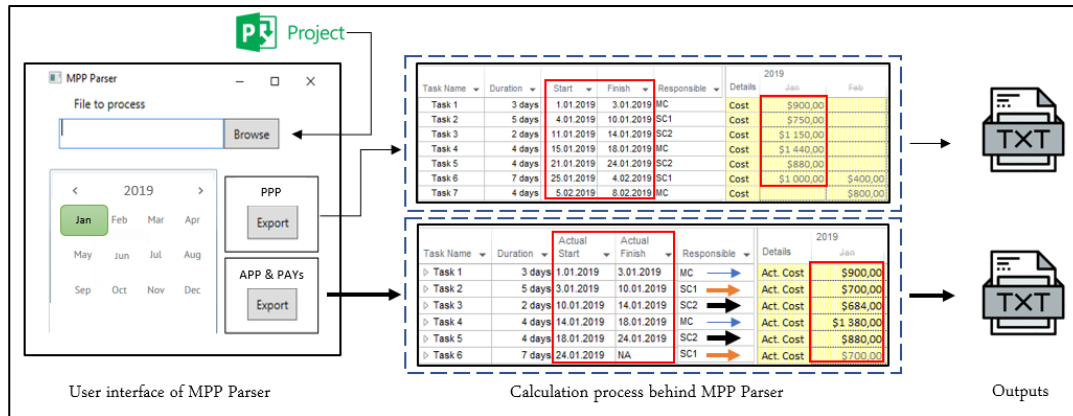 Project
MPP Parser
File to process
Browse
2019
Jan Feb Mar Apr
May Jun Jul Aug
Sep Oct Nov Dec
PPP
Export
APP & PAYs
Export
2019
Task Name Duration Start Finish Responsible Details Jan Feb
Task 1 3 days 1.01.2019 3.01.2019 MC Cost $900,00
Task 2 5 days 4.01.2019 10.01.2019 SC1 Cost $750,00
Task 3 2 days 11.01.2019 14.01.2019 SC2 Cost $1 150,00
Task 4 4 days 15.01.2019 18.01.2019 MC Cost $1 440,00
Task 5 4 days 21.01.2019 24.01.2019 SC2 Cost $880,00
Task 6 7 days 25.01.2019 4.02.2019 SC1 Cost $1 000,00 $400,00
Task 7 4 days 5.02.2019 8.02.2019 MC Cost $800,00
TXT
Actual Actual 2019
Task Name Duration Start Finish Responsible Details Jan
Task 1 3 days 1.01.2019 3.01.2019 MC Act. Cost $900,00
Task 2 5 days 3.01.2019 10.01.2019 SC1 Act. Cost $700,00
Task 3 2 days 10.01.2019 14.01.2019 SC2 Act. Cost $684,00
Task 4 4 days 14.01.2019 18.01.2019 MC Act. Cost $1 380,00
Task 5 4 days 18.01.2019 24.01.2019 SC2 Act. Cost $880,00
Task 6 7 days 24.01.2019 NA SC1 Act. Cost $700,00
TXT
User interface of MPP Parser
Calculation process behind MPP Parser
Outputs